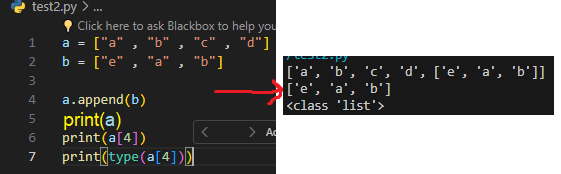 test2.py > ...
Click here to ask Blackbox to help you
1 a = ["a" , "b" , "c" , "d"]
2 b = ["e" , "a" , "b"]
3
4 a.append(b)
5 print(a)
6 print(a[4])
7 print(type(a[4]))
/test2.py
['a', 'b', 'c', 'd', ['e', 'a', 'b']]
['e', 'a', 'b']
<class 'list'>